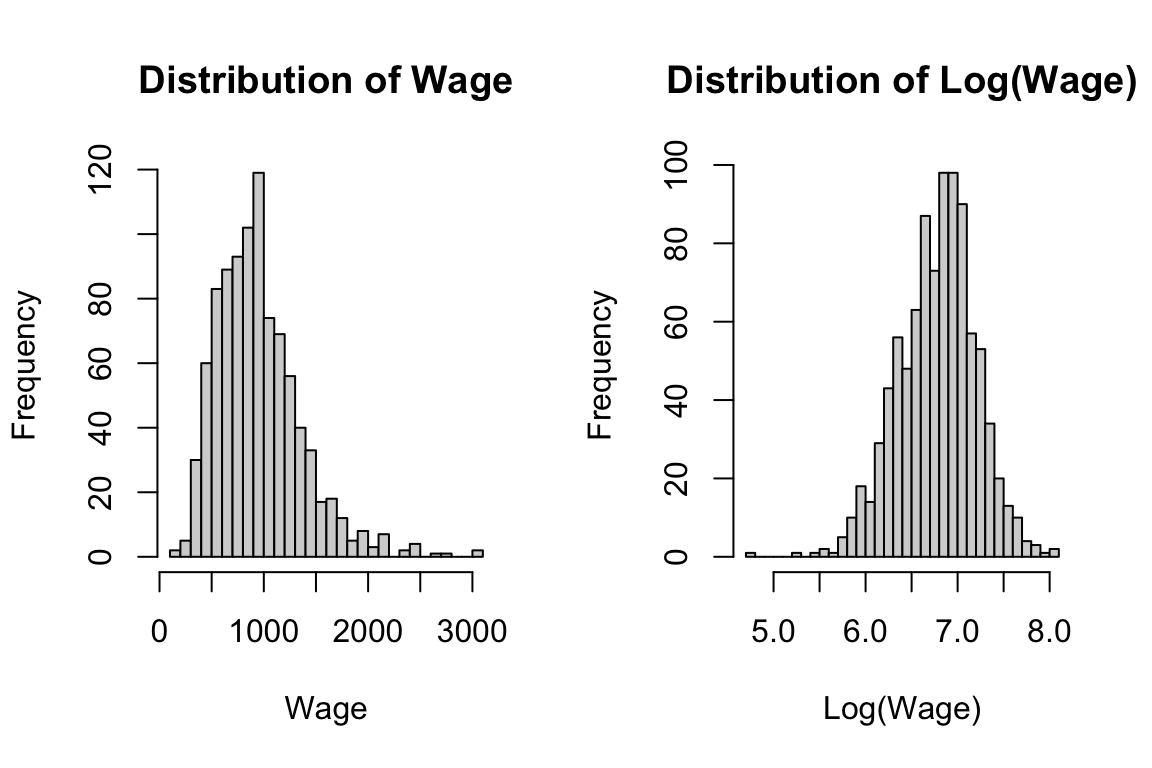 Distribution of Wage
Frequency
0 20 40 60 80 120
0 1000 2000 3000
Wage
Distribution of Log(Wage)
Frequency
0 20 40 60 80 100
5.0 6.0 7.0 8.0
Log(Wage)